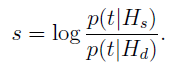 s = log p(t|H_s) / p(t|H_d) .